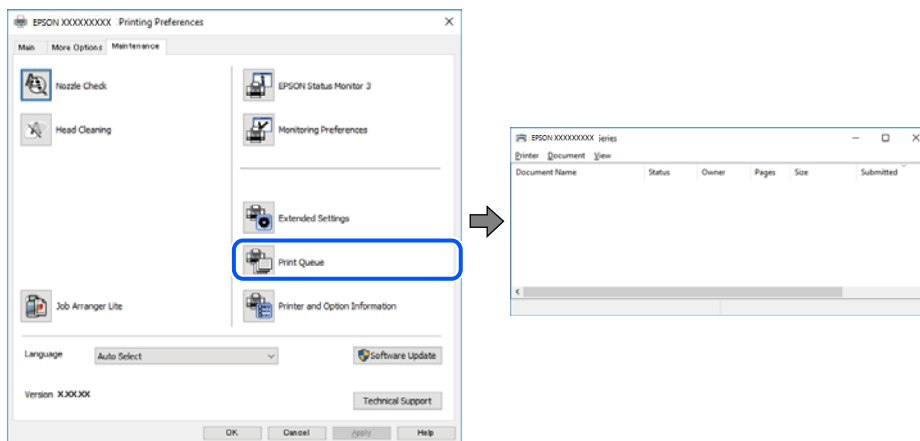 EPSON XXXXXXXXX Printing Preferences
Main More Options Maintenance
Nozzle Check
EPSON Status Monitor 3
Head Cleaning
Monitoring Preferences
Extended Settings
Print Queue
Job Arranger Lite
Printer and Option Information
Language Auto Select Software Update
Version X.XX.XX
Technical Support
OK Cancel Apply Help
EPSON XXXXXXXXX ieries
Printer Document View
Document Name Status Owner Pages Size Submitted